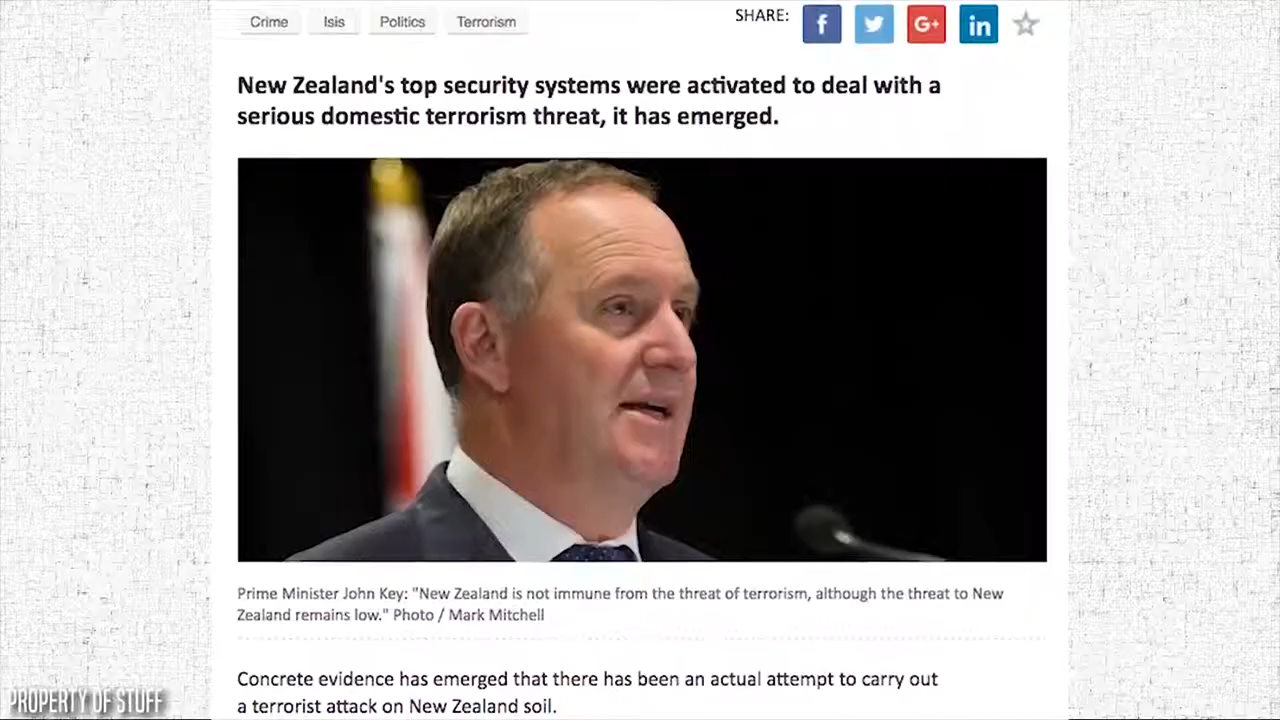 Crime Isis Politics Terrorism SHARE: f G+ in
New Zealand's top security systems were activated to deal with a
serious domestic terrorism threat, it has emerged.
Prime Minister John Key: "New Zealand is not immune from the threat of terrorism, although the threat to New
Zealand remains low." Photo / Mark Mitchell
Concrete evidence has emerged that there has been an actual attempt to carry out
a terrorist attack on New Zealand soil.
PROPERTY OF STUFF